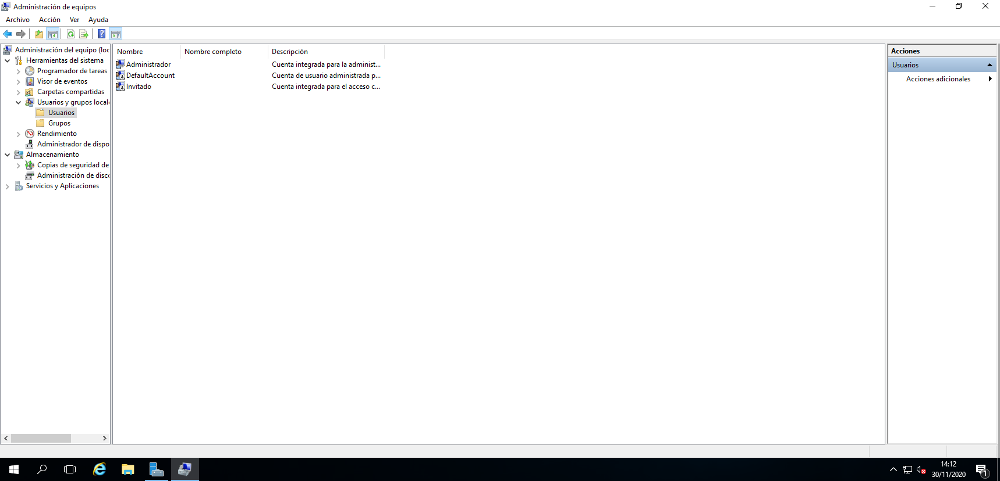 Administración de equipos
Archivo Acción Ver Ayuda
Administración del equipo (loc
Herramientas del sistema
Programador de tareas
Visor de eventos
Carpetas compartidas
Usuarios y grupos local
Usuarios
Grupos
Rendimiento
Administrador de dispo
Almacenamiento
Copias de seguridad de
Administración de disc
Servicios y Aplicaciones
Nombre Nombre completo Descripción
Administrador Cuenta integrada para la administ...
DefaultAccount Cuenta de usuario administrada p...
Invitado Cuenta integrada para el acceso c...
Acciones
Usuarios
Acciones adicionales
14:12
30/11/2020
1